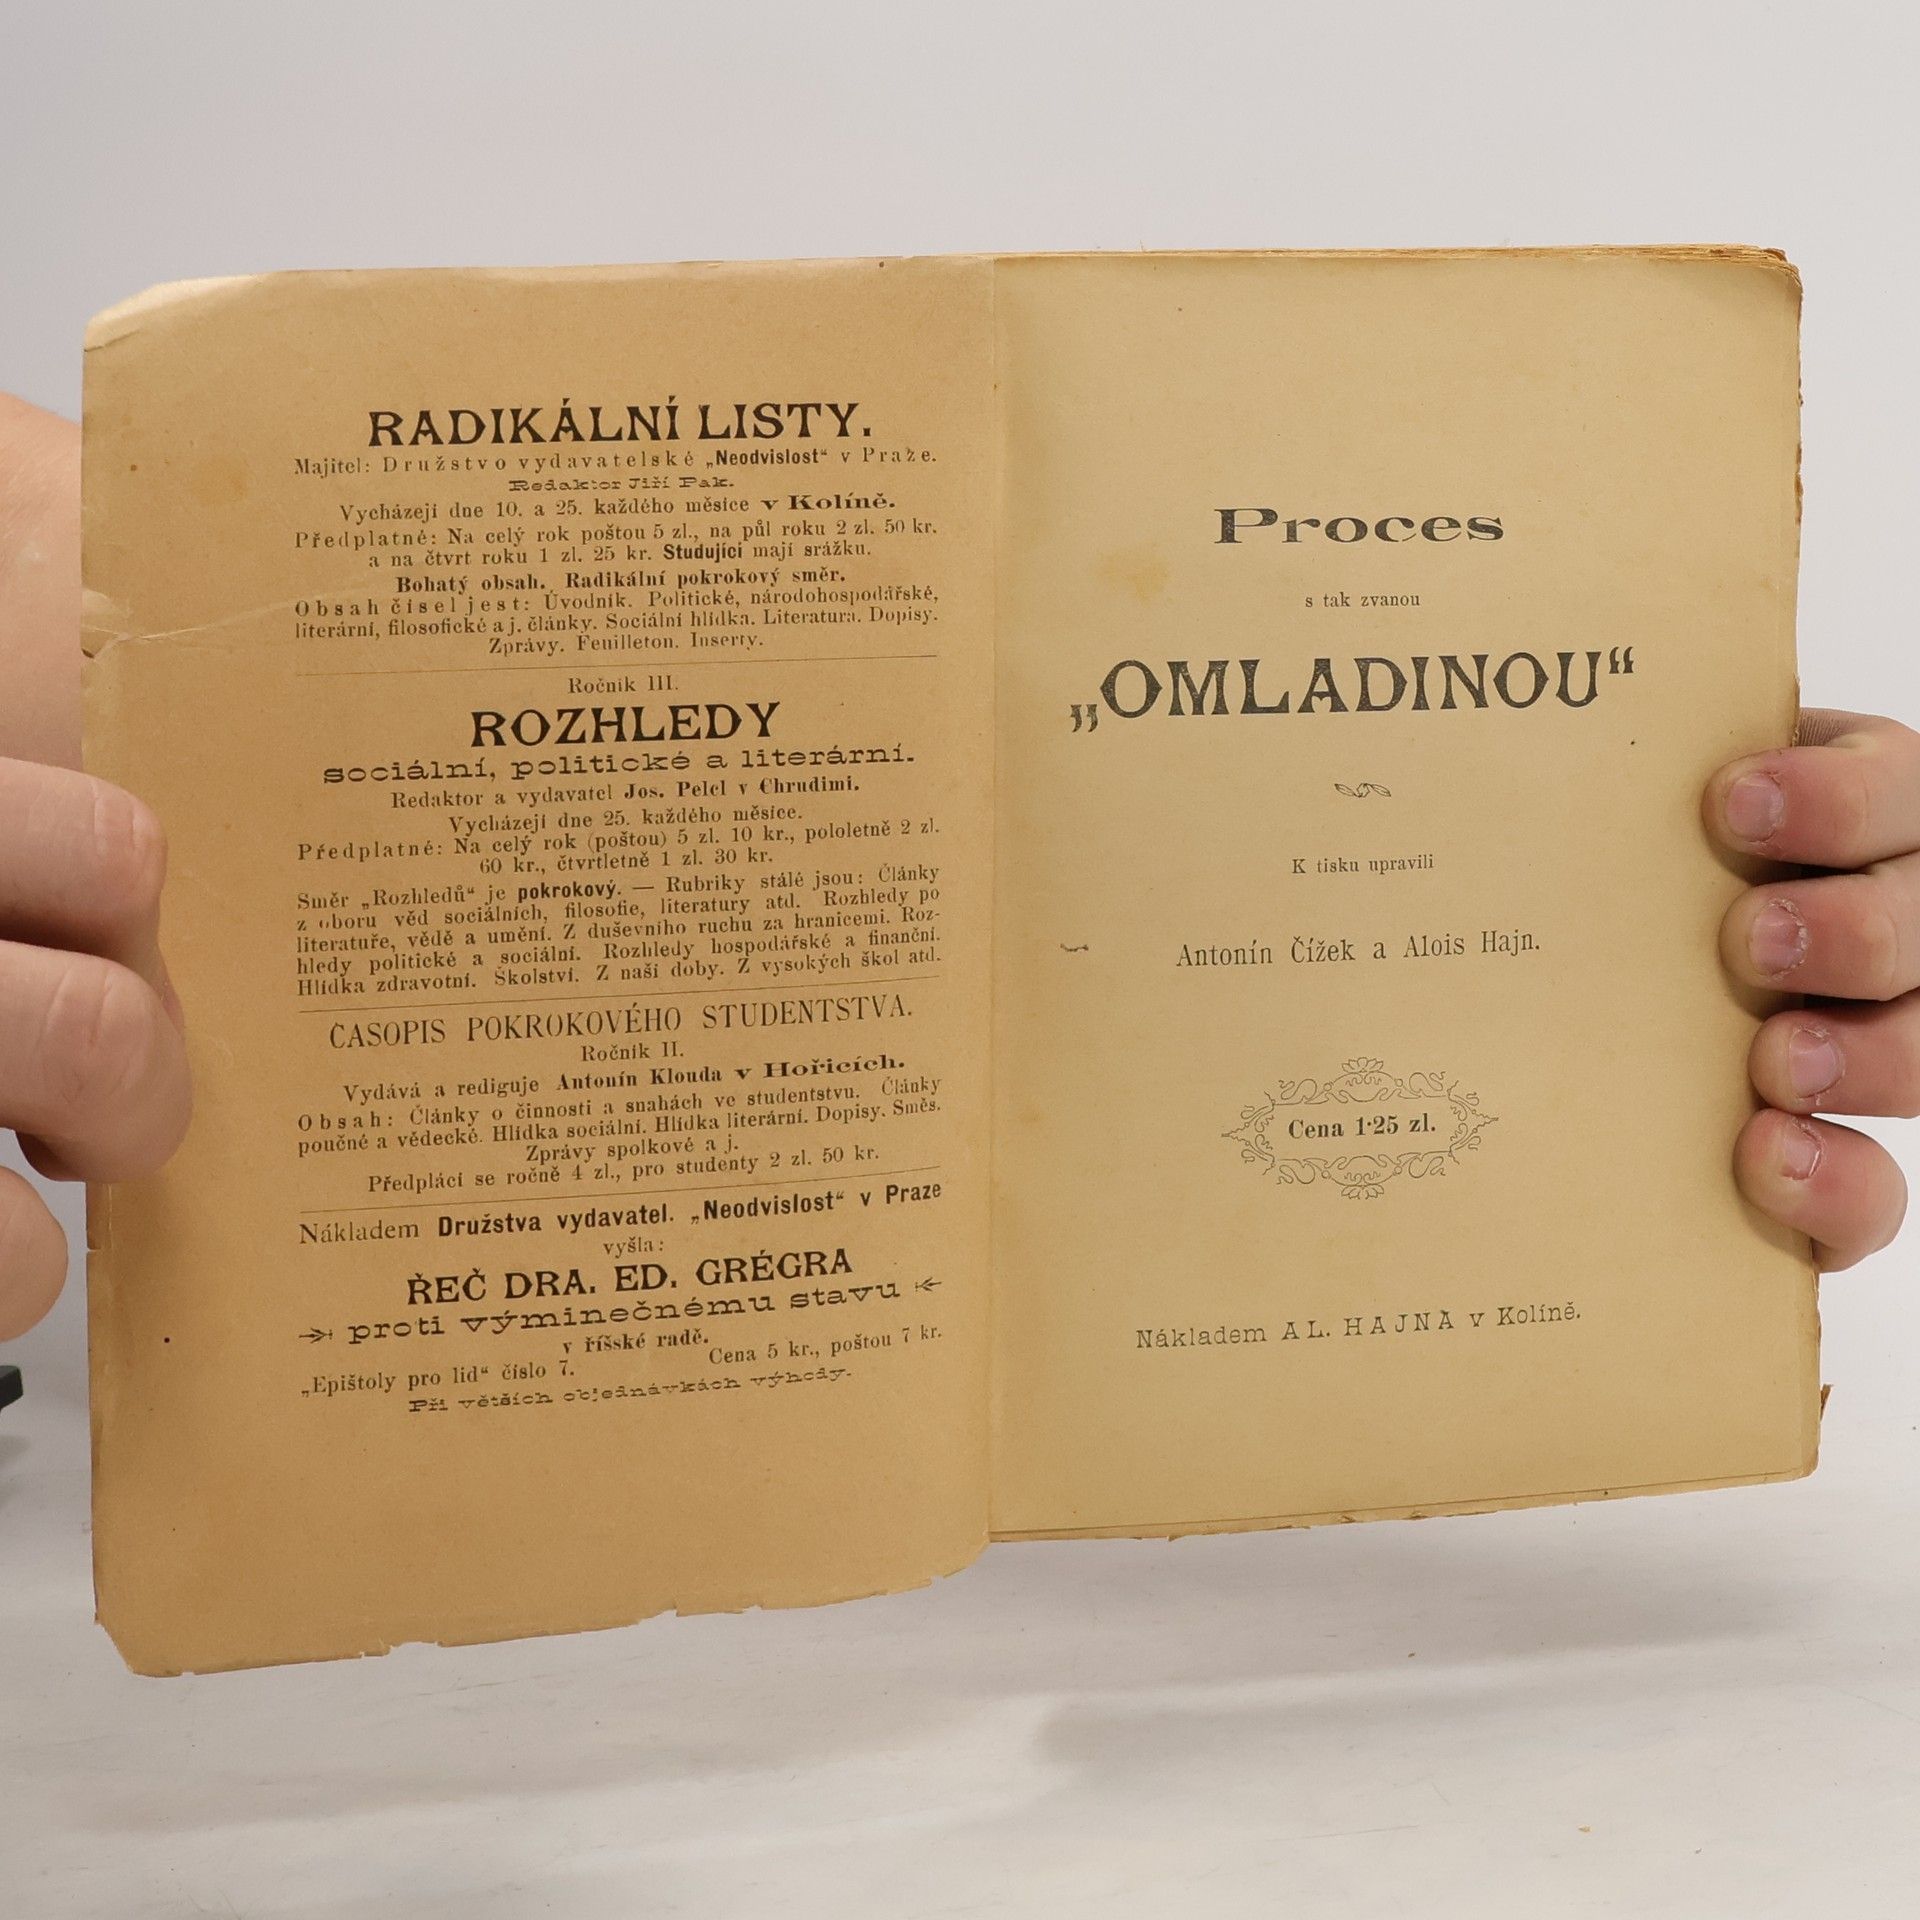 RADIKÁLNÍ LISTY.
Majitel: Družstvo vydavatelské „Neodvislost“ v Praze.
Redaktor Jiří Pak.
Vycházejí dne 10. a 25. každého měsíce v Kolíně.
Předplatné: Na celý rok poštou 5 zl., na půl roku 2 zl. 50 kr.
a na čtvrt roku 1 zl. 25 kr. Studující mají srážku.
Bohatý obsah. Radikální pokrokový směr.
Obsah čísel jest: Úvodník. Politické, národohospodářské,
literární, filosofické a j. články. Sociální hlídka. Literatura. Dopisy.
Zprávy. Feuilleton. Inserty.
Ročník III.
ROZHLEDY
sociální, politické a literární.
Redaktor a vydavatel Jos. Pelcl v Chrudimi.
Vycházejí dne 25. každého měsíce.
Předplatné: Na celý rok (poštou) 5 zl. 10 kr., pololetně 2 zl.
60 kr., čtvrtletně 1 zl. 30 kr.
Směr „Rozhledů“ je pokrokový. — Rubriky stálé jsou: Články
z oboru věd sociálních, filosofie, literatury atd. Rozhledy po
literatuře, vědě a umění. Z duševního ruchu za hranicemi. Roz-
hledy politické a sociální. Rozhledy hospodářské a finanční.
Hlídka zdravotní. Školství. Z naší doby. Z vysokých škol atd.
ČASOPIS POKROKOVÉHO STUDENTSTVA.
Ročník II.
Vydává a rediguje Antonín Klouda v Hořicích.
Obsah: Články o činnosti a snahách ve studentstvu. Články
poučné a vědecké. Hlídka sociální. Hlídka literární. Dopisy. Směs.
Zprávy spolkové a j.
Předplácí se ročně 4 zl., pro studenty 2 zl. 50 kr.
Nákladem Družstva vydavatel. „Neodvislost“ v Praze
vyšla:
ŘEČ DRA. ED. GRÉGRA
proti výminečnému stavu
v říšské radě.
„Epištoly pro lid“ číslo 7. Cena 5 kr., poštou 7 kr.
Při větších objednávkách výhody.
Proces
s tak zvanou
„OMLADINOU“
K tisku upravili
Antonín Čížek a Alois Hajn.
Cena 1·25 zl.
Nákladem AL. HAJNA v Kolíně.